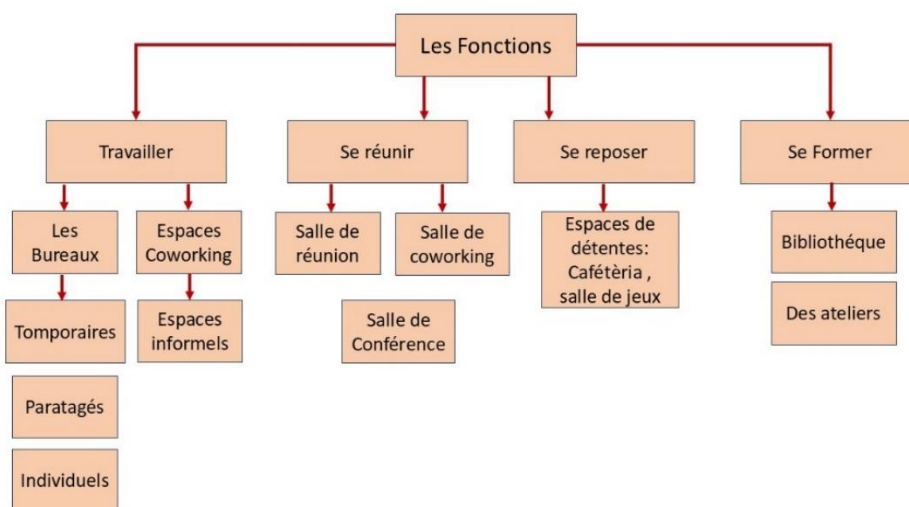 Les Fonctions
Travailler
Se réunir
Se reposer
Se Former
Les
Bureaux
Espaces
Coworking
Salle de
réunion
Salle de
coworking
Espaces de
détentes:
Cafétèria ,
salle de jeux
Bibliothéque
Tomporaires
Espaces
informels
Salle de
Conférence
Des ateliers
Paratagés
Individuels